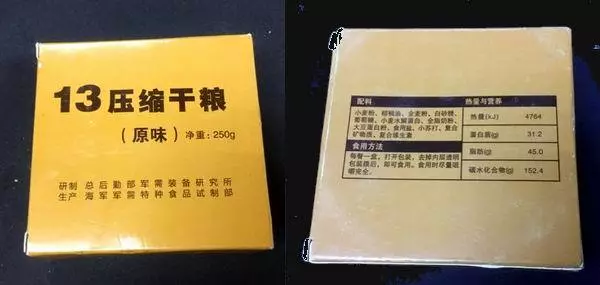 13压缩干粮
(原味) 净重: 250g
研制 总后勤部军需装备研究所
生产 海军军需特种食品试制部
配料
小麦粉、棕榈油、全麦粉、白砂糖、
葡萄糖、小麦水解蛋白、全脂奶粉、
大豆蛋白粉、食用盐、小苏打、复合
矿物质、复合维生素
食用方法
每餐一盒，打开包装，去掉内层透明
包装膜后，即可食用。食用时尽量咀
嚼完全。
热量与营养
热量(kJ) 4764
蛋白质(g) 31.2
脂肪(g) 45.0
碳水化合物(g) 152.4